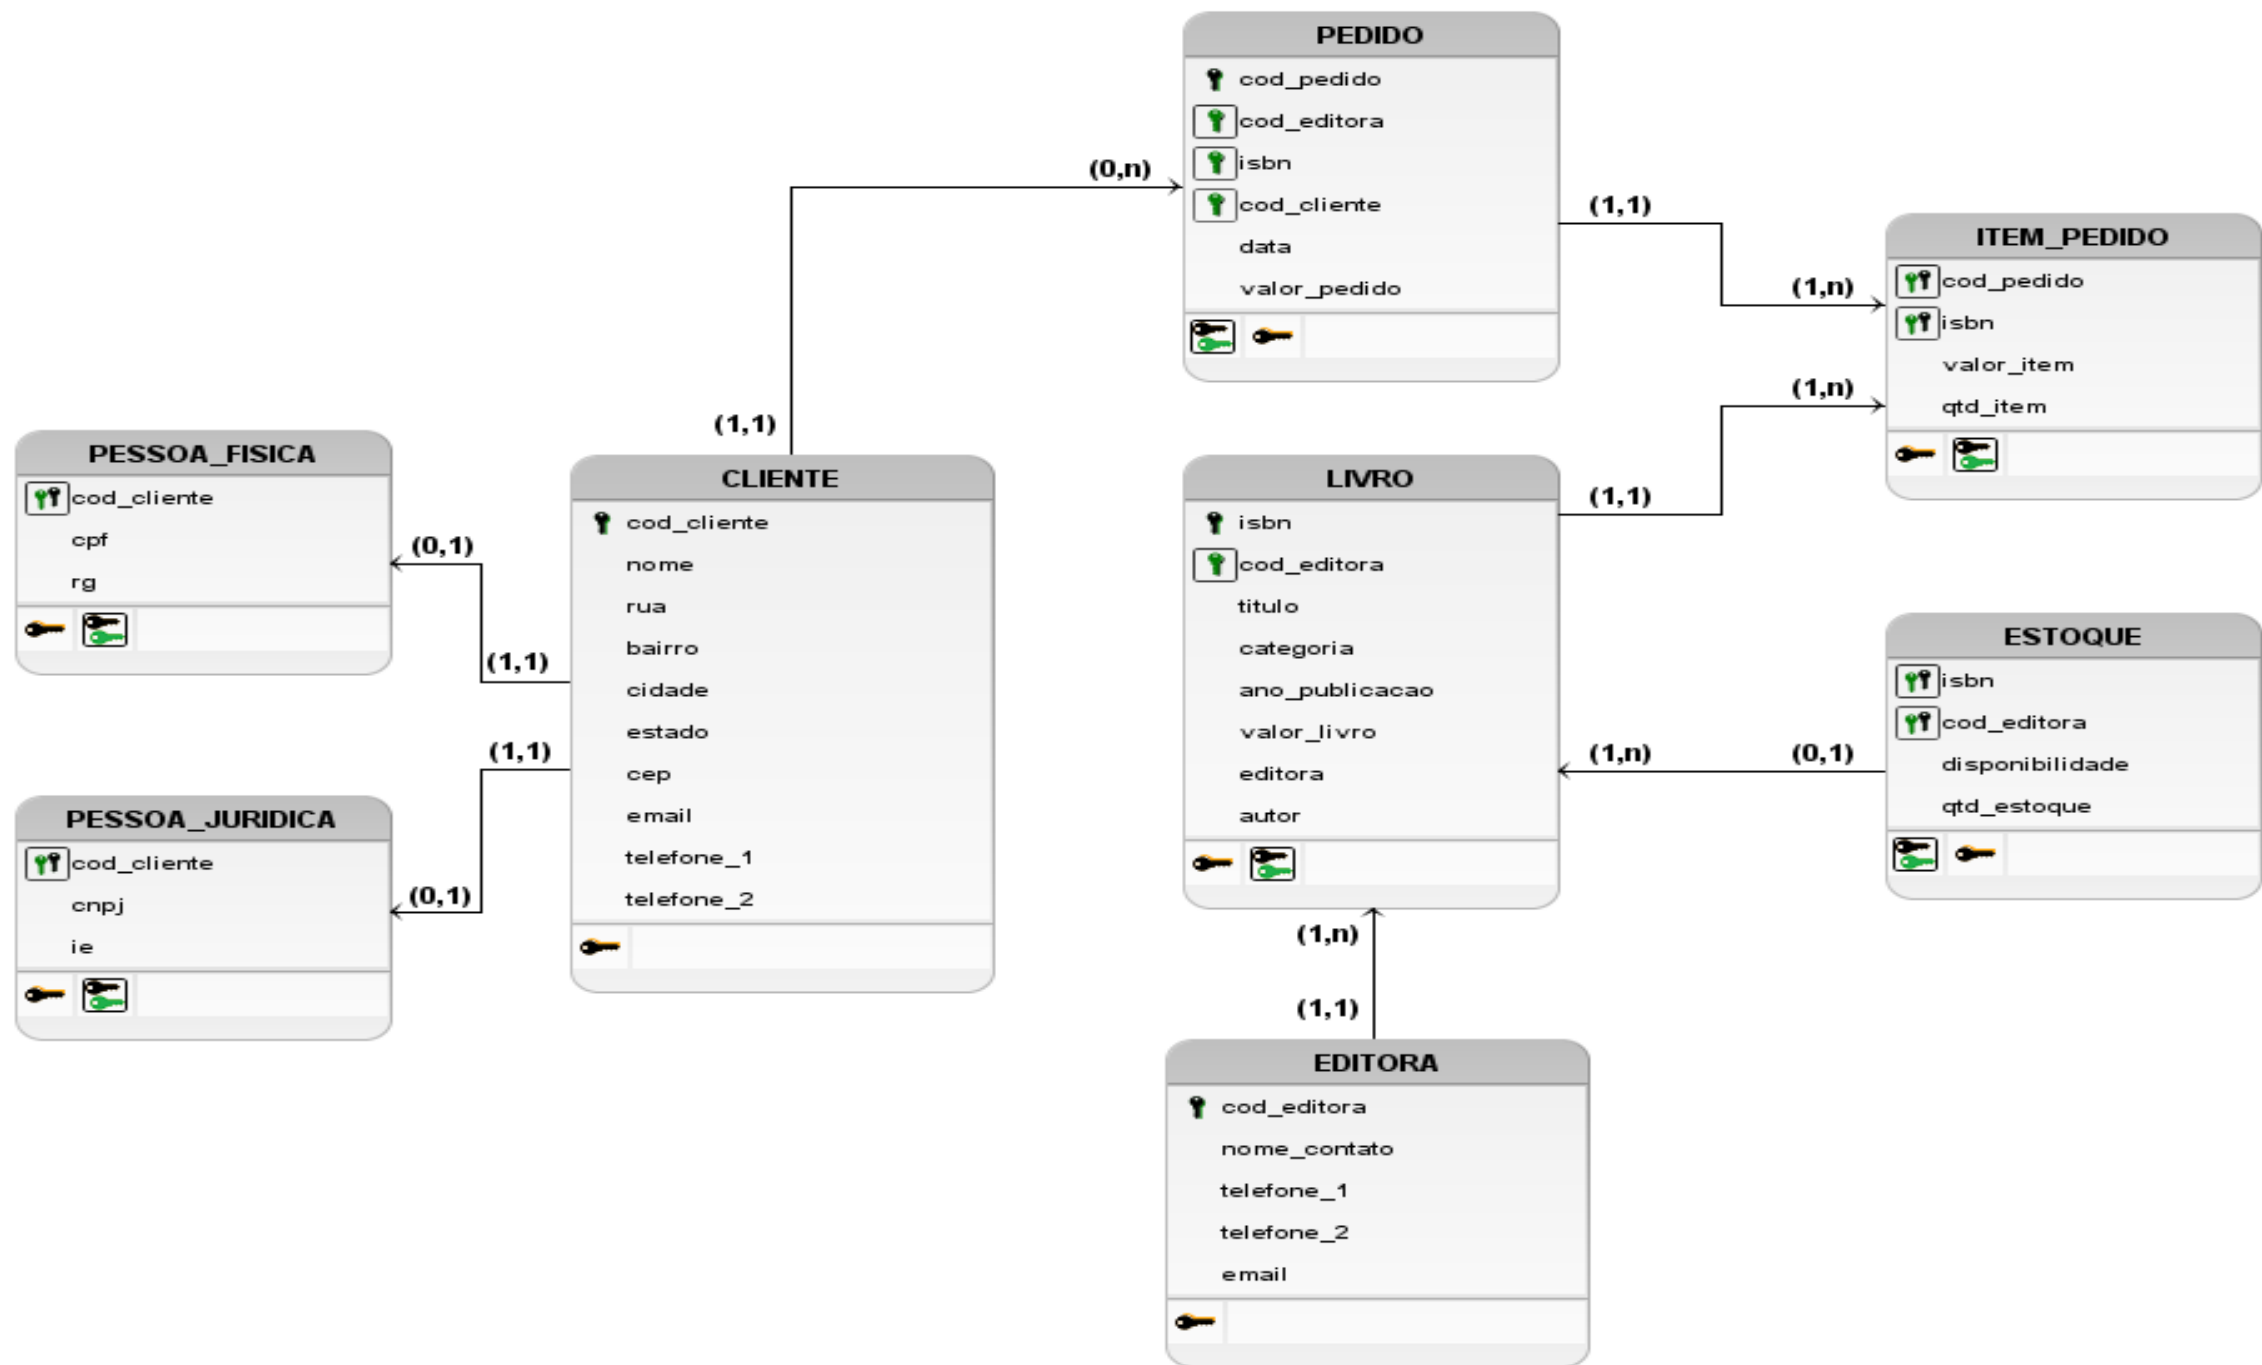 PEDIDO
cod_pedido
cod_editora
isbn
cod_cliente
data
valor_pedido
(0,n)
(1,1)
(1,1)
(1,n)
ITEM_PEDIDO
cod_pedido
isbn
valor_item
qtd_item
(1,n)
(1,1)
PESSOA_FISICA
cod_cliente
cpf
rg
(0,1)
(1,1)
CLIENTE
cod_cliente
nome
rua
bairro
cidade
estado
cep
email
telefone_1
telefone_2
LIVRO
isbn
cod_editora
titulo
categoria
ano_publicacao
valor_livro
editora
autor
ESTOQUE
isbn
cod_editora
disponibilidade
qtd_estoque
(1,n)
(0,1)
PESSOA_JURIDICA
cod_cliente
cnpj
ie
(1,1)
(0,1)
(1,n)
(1,1)
EDITORA
cod_editora
nome_contato
telefone_1
telefone_2
email